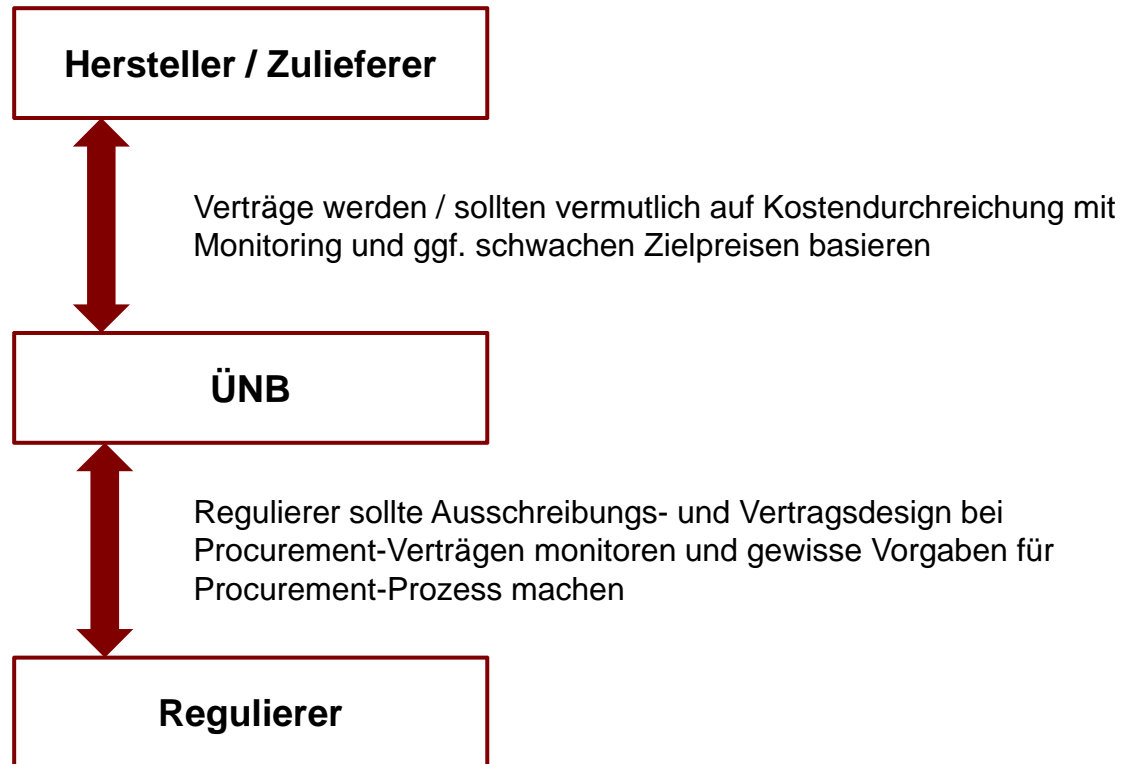 Hersteller / Zulieferer
Verträge werden / sollten vermutlich auf Kostendurchreichung mit
Monitoring und ggf. schwachen Zielpreisen basieren
ÜNB
Regulierer sollte Ausschreibungs- und Vertragsdesign bei
Procurement-Verträgen monitoren und gewisse Vorgaben für
Procurement-Prozess machen
Regulierer